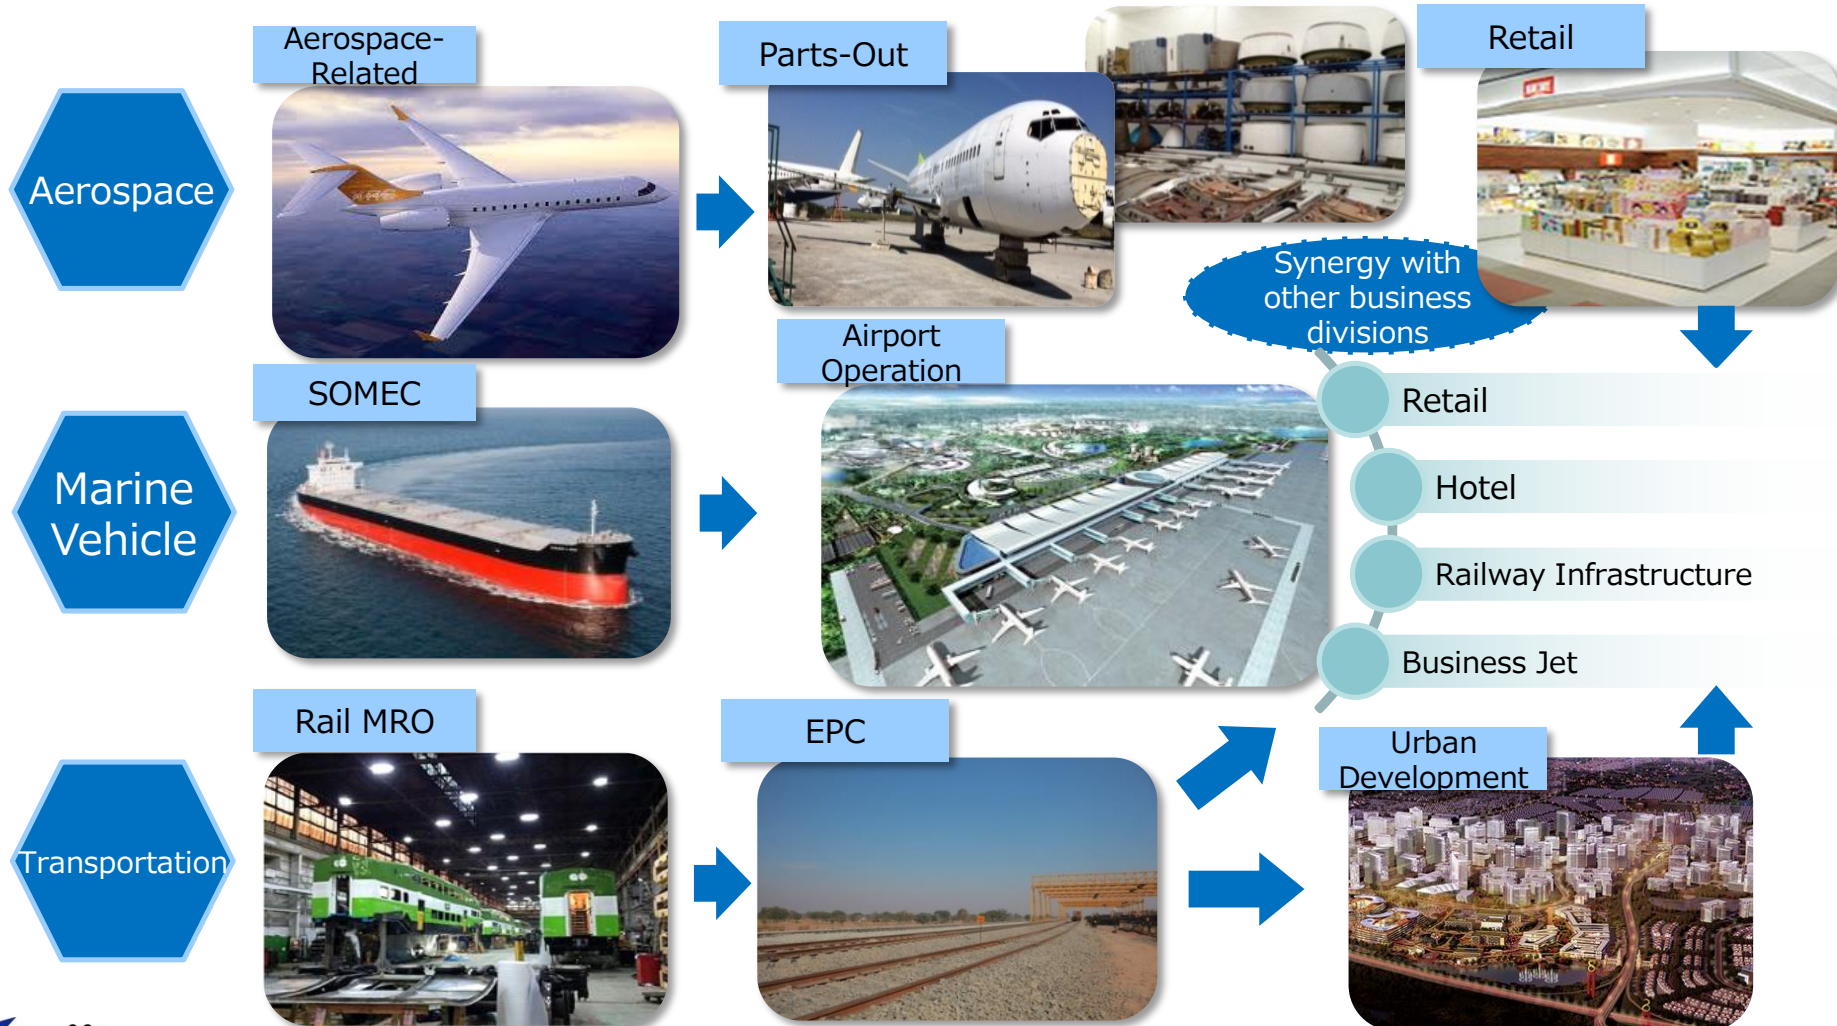 Aerospace-
Related
Parts-Out
Retail
Aerospace
Synergy with
other business
divisions
Airport
Operation
SOMEC
Retail
Marine
Vehicle
Hotel
Railway Infrastructure
Business Jet
Rail MRO
EPC
Urban
Development
Transportation